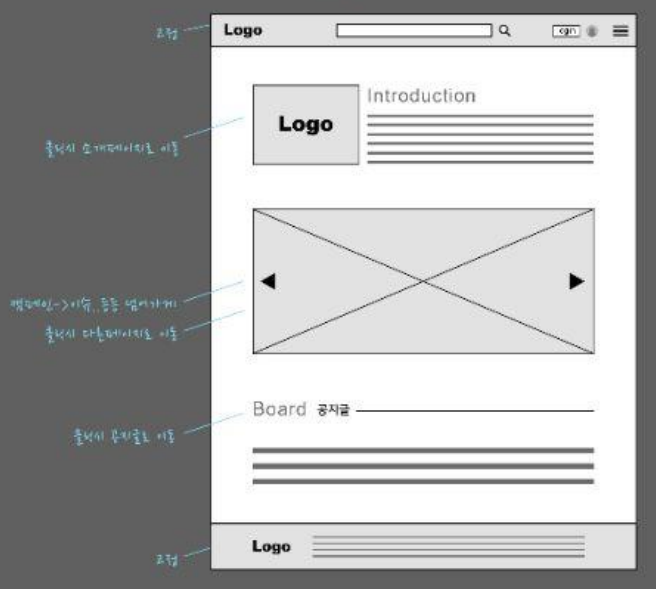 고정
Logo
login
Logo
Introduction
클릭시 소개페이지로 이동
캠페인->이슈..등등 넘어가게
클릭시 다른페이지로 이동
Board 공지글
클릭시 공지글로 이동
고정
Logo